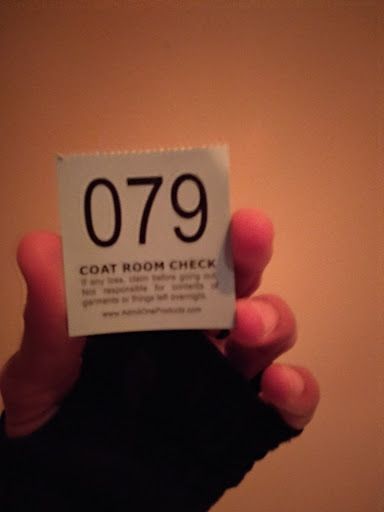 079
COAT ROOM CHECK
If any loss, claim before going out.
Not responsible for contents of
garments or things left overnight.
www.AdmitOneProducts.com